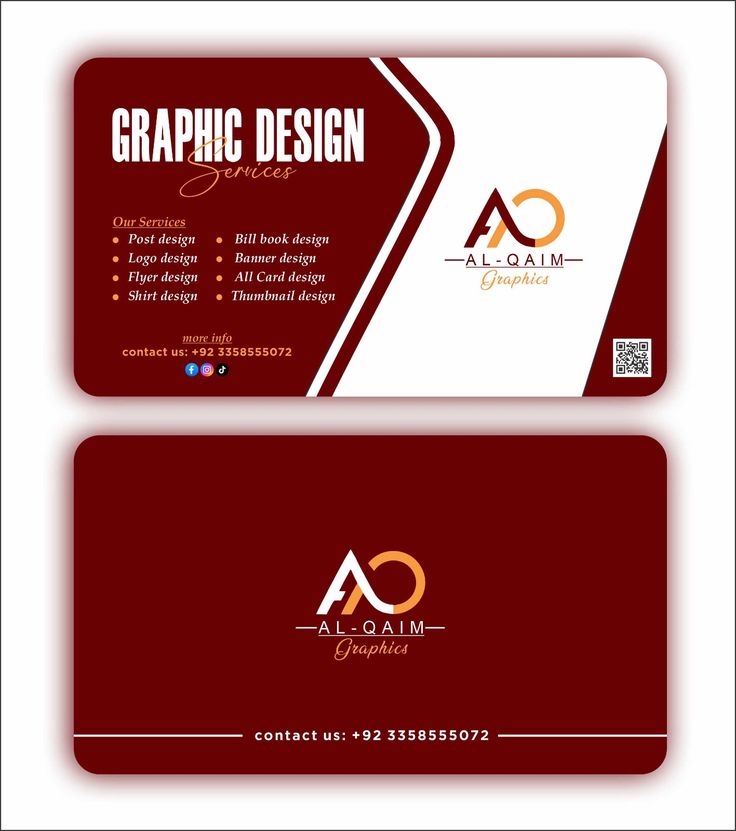 GRAPHIC DESIGN
Services
Our Services
• Post design • Bill book design
• Logo design • Banner design
• Flyer design • All Card design
• Shirt design • Thumbnail design
more info
contact us: +92 3358555072
AO
AL-QAIM
Graphics
AO
AL-QAIM
Graphics
contact us: +92 3358555072